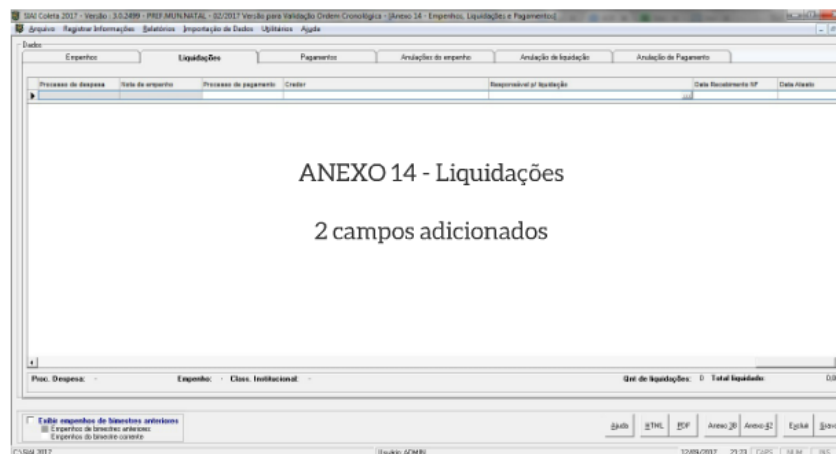 SIAI Coleta 2017 - Versão : 3.0.2499 - PREF.MUN.NATAL - 02/2017 Versão para Validação Ordem Cronológica - [Anexo 14 - Empenhos, Liquidações e Pagamentos]
Arquivo Registrar Informações Relatórios Importação de Dados Utilitários Ajuda
Dados
Empenhos Liquidações Pagamentos Anulações do empenho Anulação de liquidação Anulação de Pagamento
Processo de despesa Nota de empenho Processo de pagamento Credor Responsável p/ liquidação Data Recebimento NF Data Atesto
ANEXO 14 - Liquidações
2 campos adicionados
Proc. Despesa: - Empenho: - Class. Institucional: - Qnt de liquidações: 0 Total liquidado:
Exibir empenhos de bimestres anteriores
Empenhos de bimestres anteriores
Empenhos do bimestre corrente
Ajuda HTML PDF Anexo 38 Anexo 42 Exclui
C:\SIAI 2017 Usuário: ADMIN 12/09/2017 21:23 CAPS NUM INS